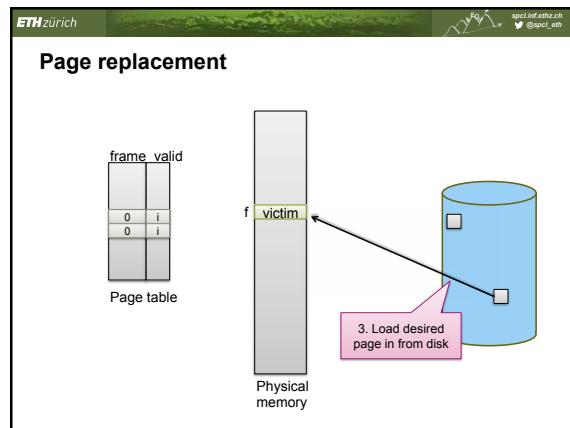 ETH zürich
spcl.inf.ethz.ch
@spcl_eth
Page replacement
frame valid
0 i
0 i
Page table
f victim
Physical
memory
3. Load desired
page in from disk